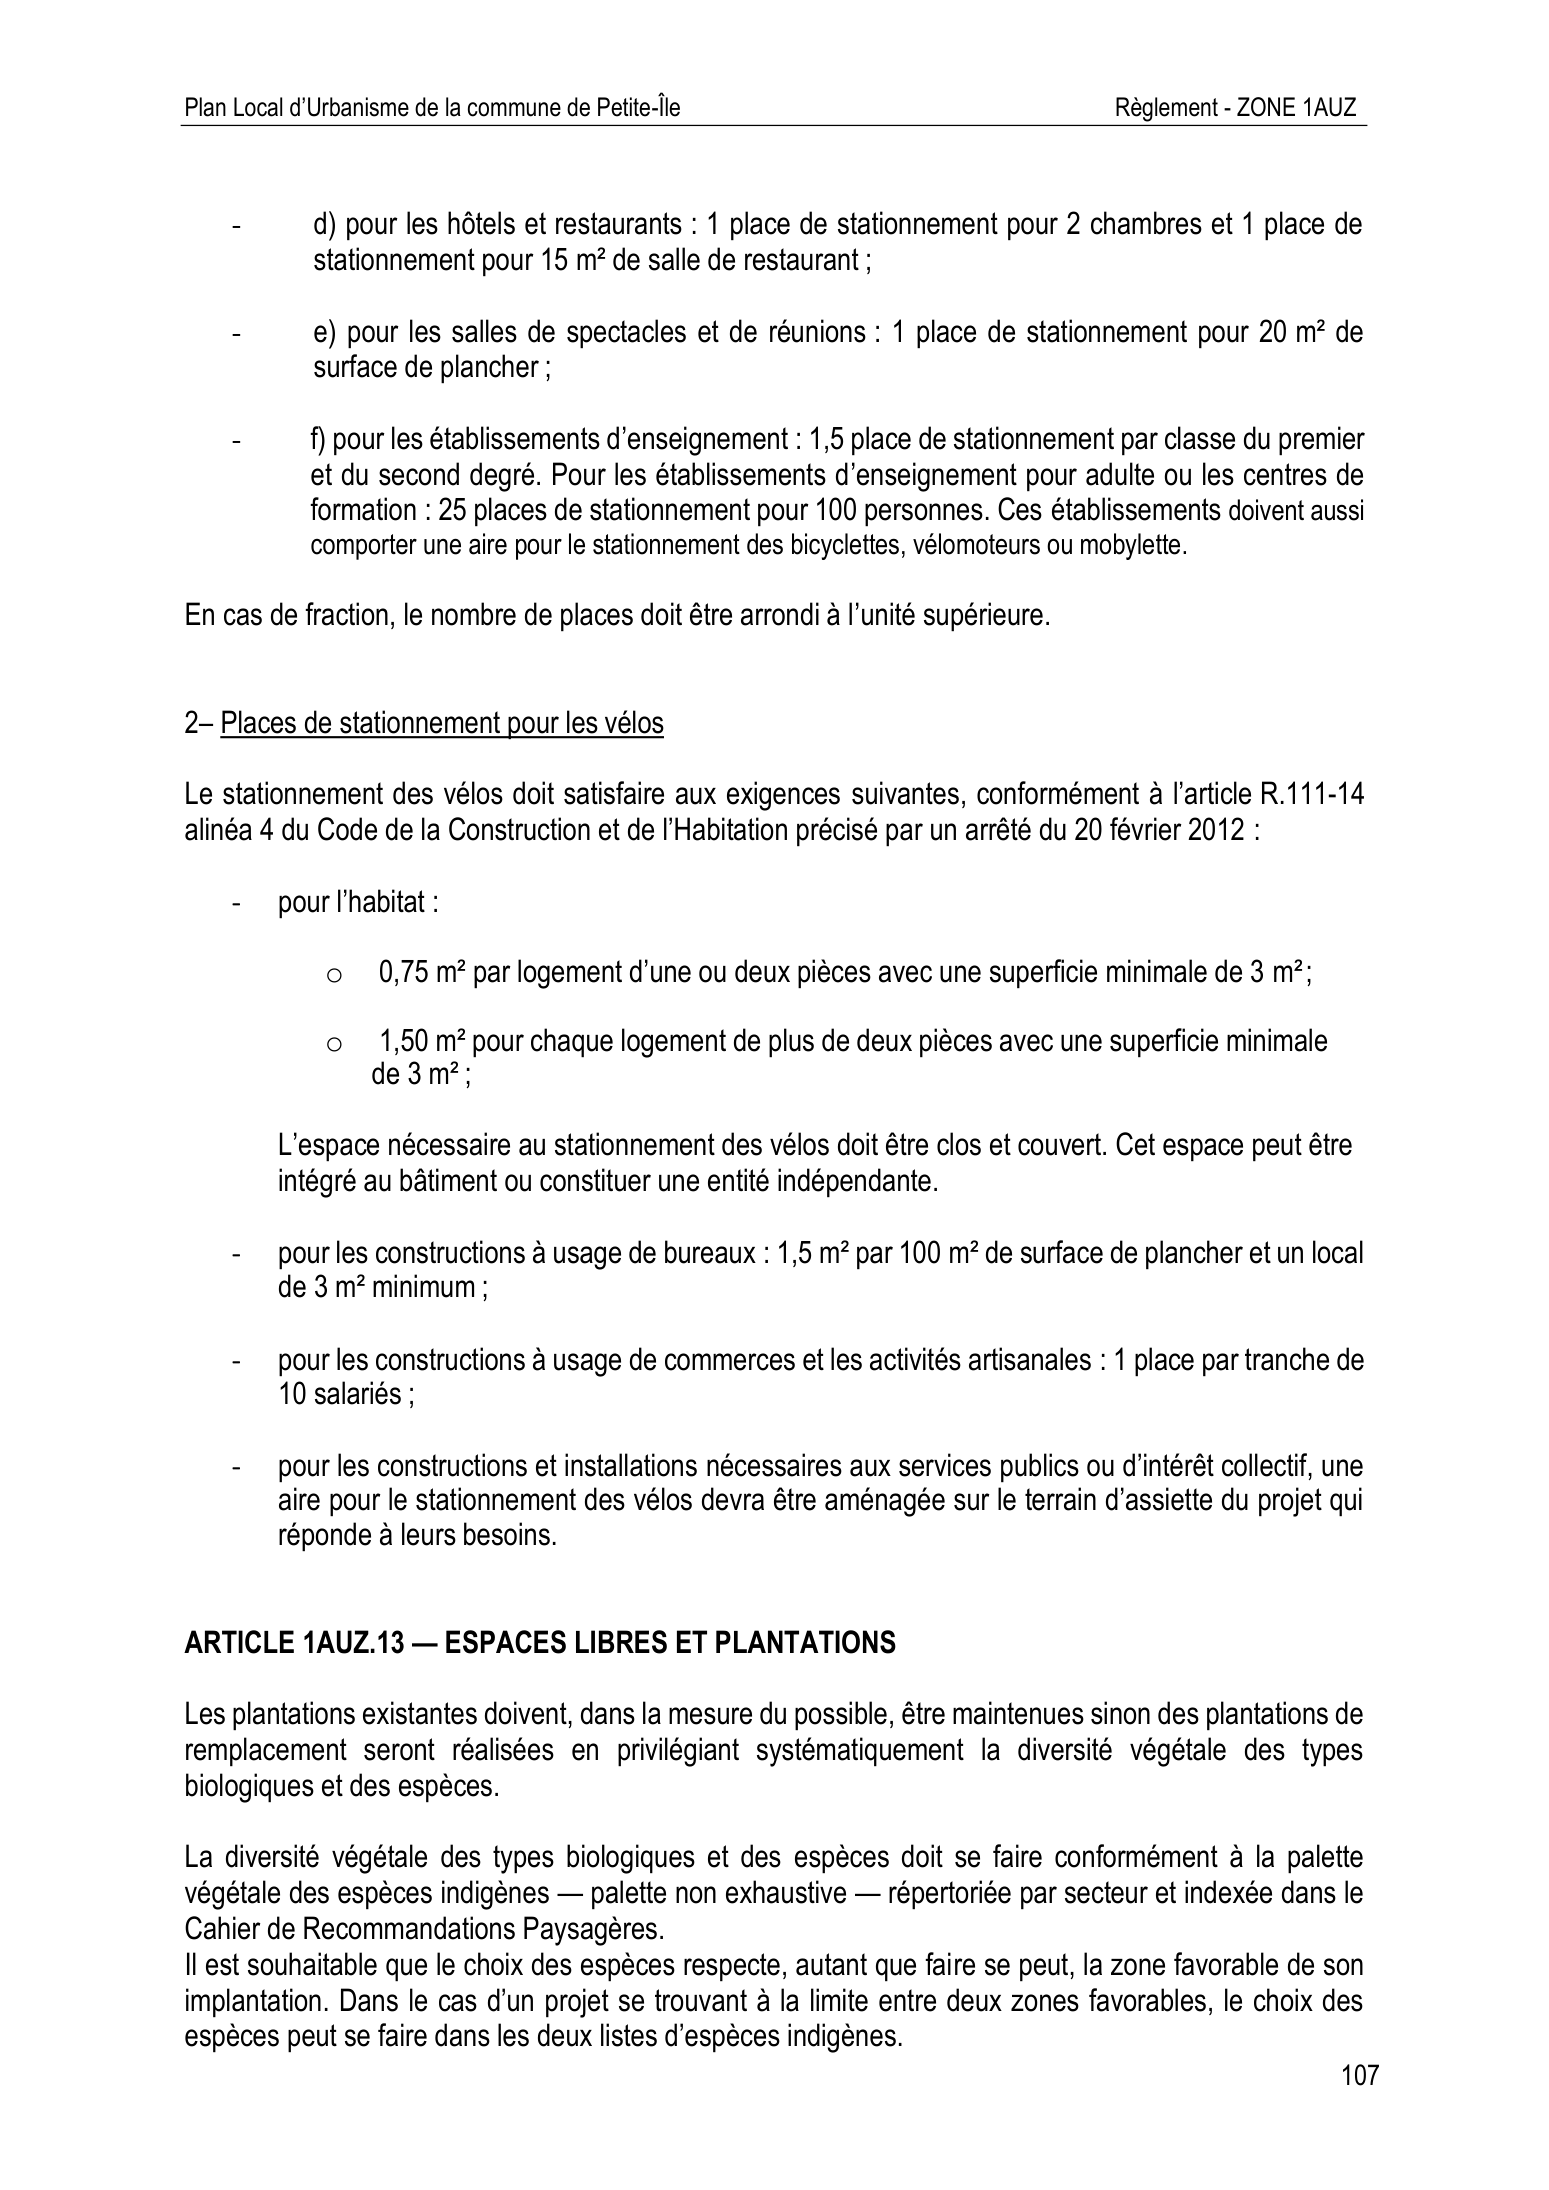 Plan Local d’Urbanisme de la commune de Petite-Île Règlement - ZONE 1AUZ
- d) pour les hôtels et restaurants : 1 place de stationnement pour 2 chambres et 1 place de
stationnement pour 15 m² de salle de restaurant ;
- e) pour les salles de spectacles et de réunions : 1 place de stationnement pour 20 m² de
surface de plancher ;
- f) pour les établissements d’enseignement : 1,5 place de stationnement par classe du premier
et du second degré. Pour les établissements d’enseignement pour adulte ou les centres de
formation : 25 places de stationnement pour 100 personnes. Ces établissements doivent aussi
comporter une aire pour le stationnement des bicyclettes, vélomoteurs ou mobylette.
En cas de fraction, le nombre de places doit être arrondi à l’unité supérieure.
2– Places de stationnement pour les vélos
Le stationnement des vélos doit satisfaire aux exigences suivantes, conformément à l’article R.111-14
alinéa 4 du Code de la Construction et de l’Habitation précisé par un arrêté du 20 février 2012 :
- pour l’habitat :
o 0,75 m² par logement d’une ou deux pièces avec une superficie minimale de 3 m² ;
o 1,50 m² pour chaque logement de plus de deux pièces avec une superficie minimale
de 3 m² ;
L’espace nécessaire au stationnement des vélos doit être clos et couvert. Cet espace peut être
intégré au bâtiment ou constituer une entité indépendante.
- pour les constructions à usage de bureaux : 1,5 m² par 100 m² de surface de plancher et un local
de 3 m² minimum ;
- pour les constructions à usage de commerces et les activités artisanales : 1 place par tranche de
10 salariés ;
- pour les constructions et installations nécessaires aux services publics ou d’intérêt collectif, une
aire pour le stationnement des vélos devra être aménagée sur le terrain d’assiette du projet qui
réponde à leurs besoins.
ARTICLE 1AUZ.13 — ESPACES LIBRES ET PLANTATIONS
Les plantations existantes doivent, dans la mesure du possible, être maintenues sinon des plantations de
remplacement seront réalisées en privilégiant systématiquement la diversité végétale des types
biologiques et des espèces.
La diversité végétale des types biologiques et des espèces doit se faire conformément à la palette
végétale des espèces indigènes — palette non exhaustive — répertoriée par secteur et indexée dans le
Cahier de Recommandations Paysagères.
Il est souhaitable que le choix des espèces respecte, autant que faire se peut, la zone favorable de son
implantation. Dans le cas d’un projet se trouvant à la limite entre deux zones favorables, le choix des
espèces peut se faire dans les deux listes d’espèces indigènes.
107